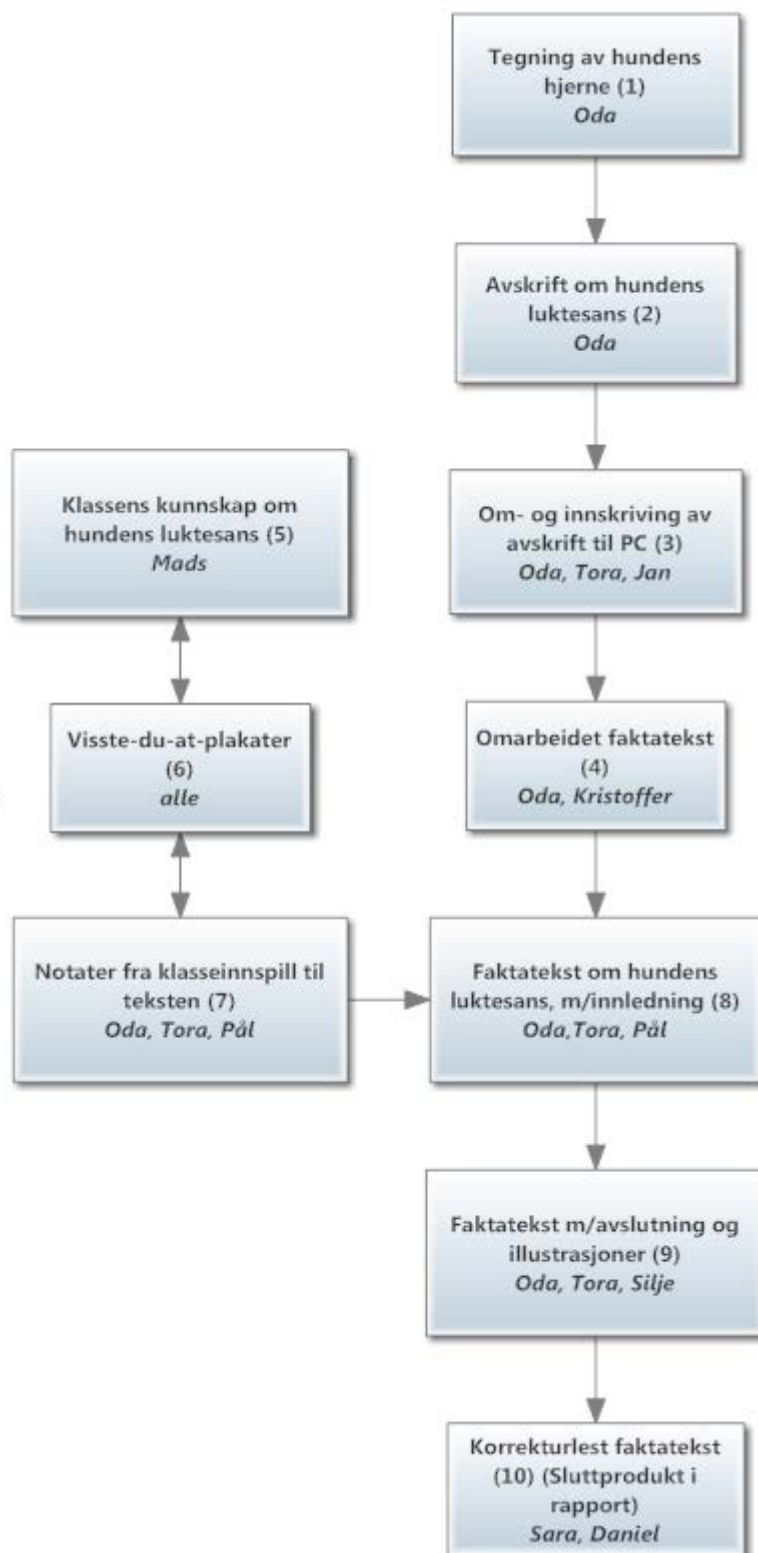 Tegning av hundens
hjerne (1)
Oda
Avskrift om hundens
luktesans (2)
Oda
Om- og innskriving av
avskrift til PC (3)
Oda, Tora, Jan
Omarbeidet faktatekst
(4)
Oda, Kristoffer
Klassens kunnskap om
hundens luktesans (5)
Mads
Visste-du-at-plakater
(6)
alle
Notater fra klasseinnspill til
teksten (7)
Oda, Tora, Pål
Faktatekst om hundens
luktesans, m/innledning (8)
Oda,Tora, Pål
Faktatekst m/avslutning og
illustrasjoner (9)
Oda, Tora, Silje
Korrekturlest faktatekst
(10) (Sluttprodukt i
rapport)
Sara, Daniel